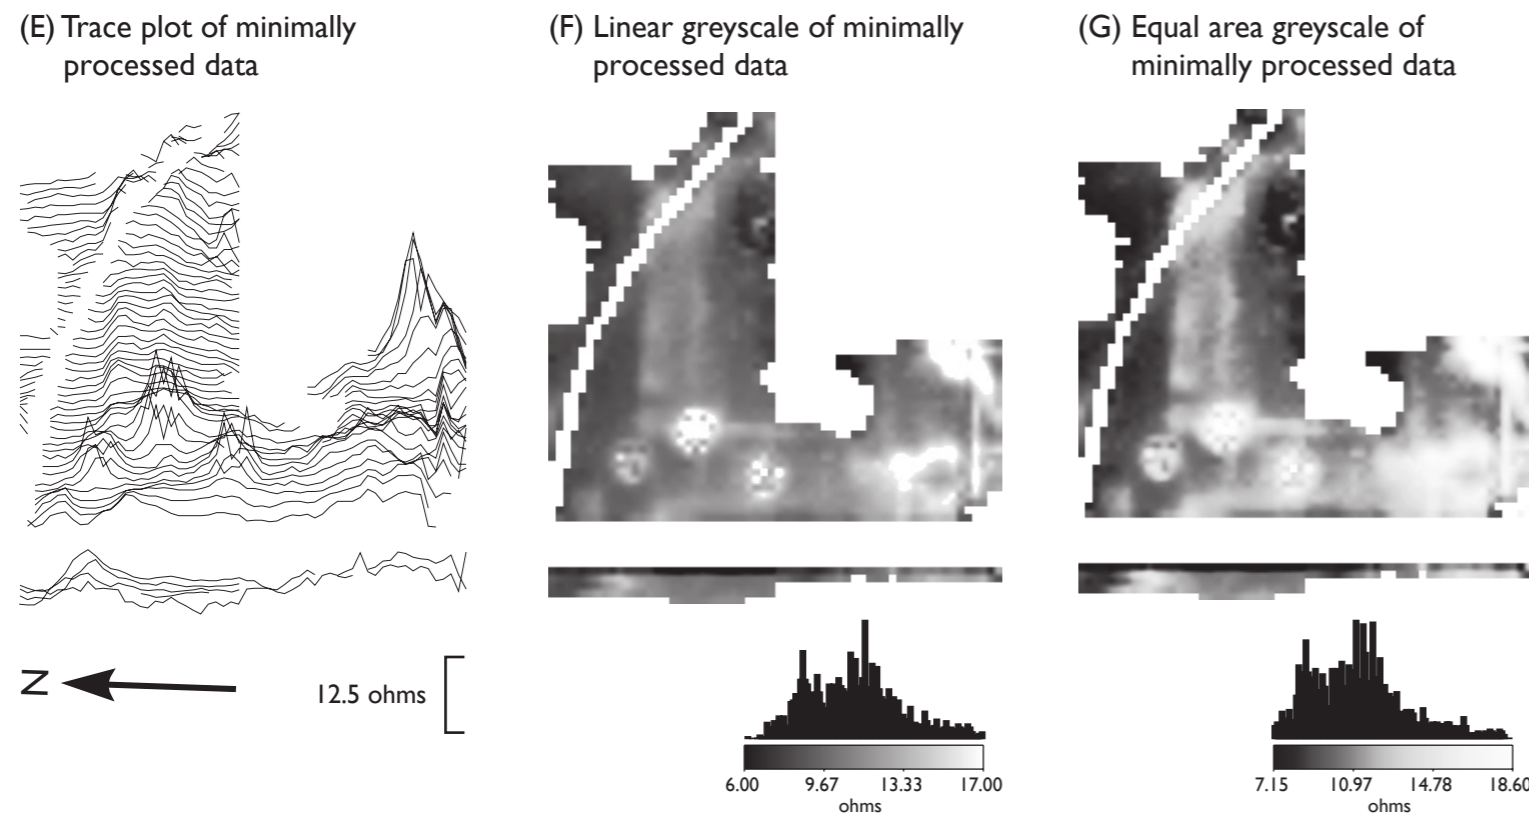 (E) Trace plot of minimally
processed data
(F) Linear greyscale of minimally
processed data
(G) Equal area greyscale of
minimally processed data
N
12.5 ohms
6.00 9.67 13.33 17.00
ohms
7.15 10.97 14.78 18.60
ohms